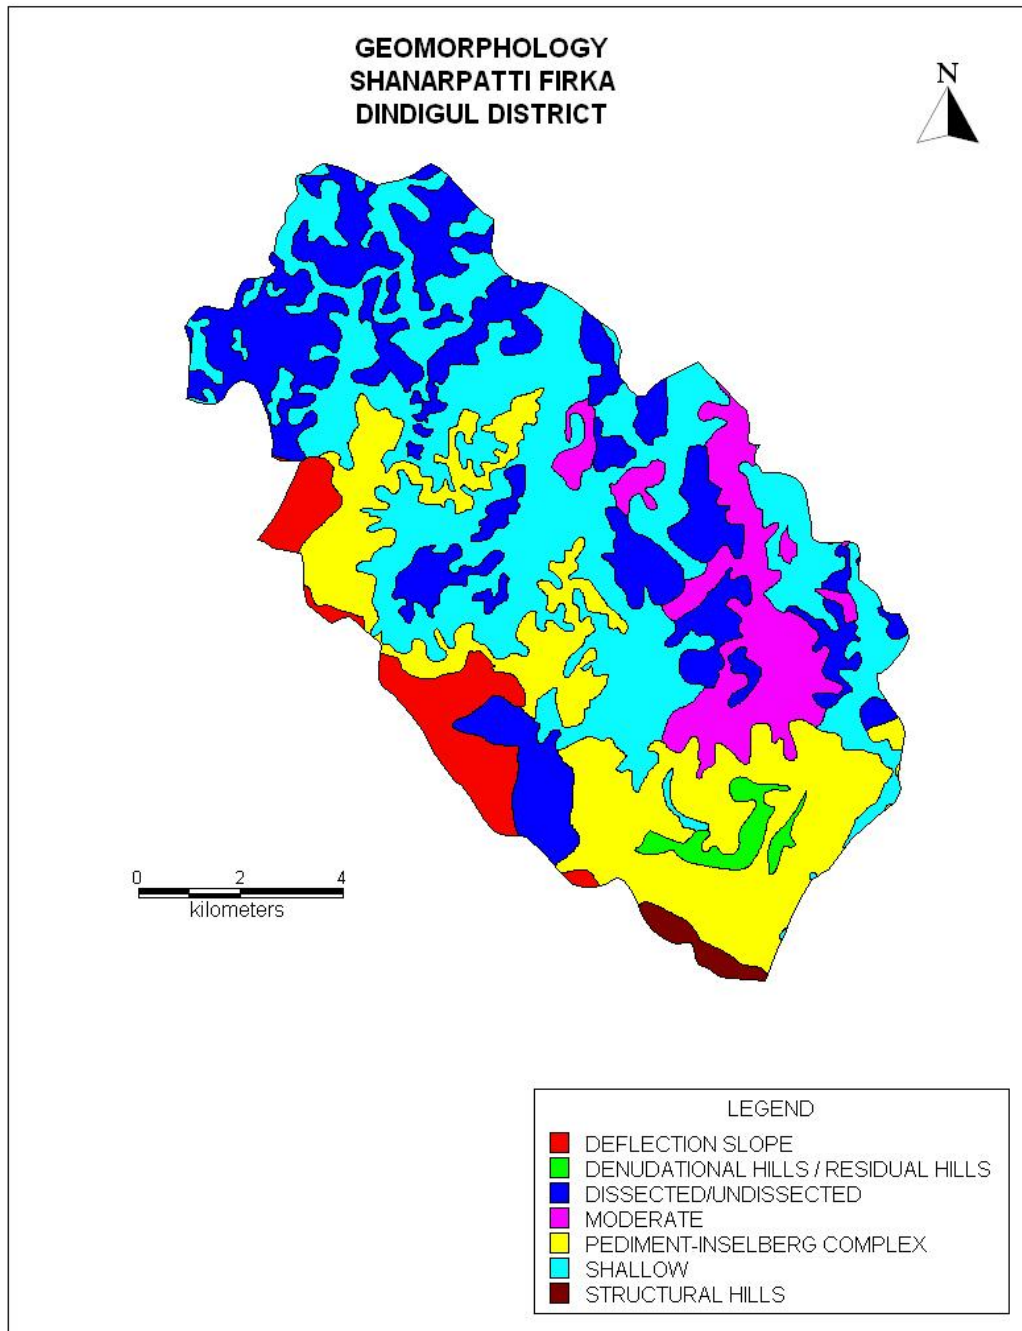 GEOMORPHOLOGY
SHANARPATTI FIRKA
DINDIGUL DISTRICT
N
0 2 4
kilometers
LEGEND
DEFLECTION SLOPE
DENUDATIONAL HILLS / RESIDUAL HILLS
DISSECTED/UNDISSECTED
MODERATE
PEDIMENT-INSELBERG COMPLEX
SHALLOW
STRUCTURAL HILLS